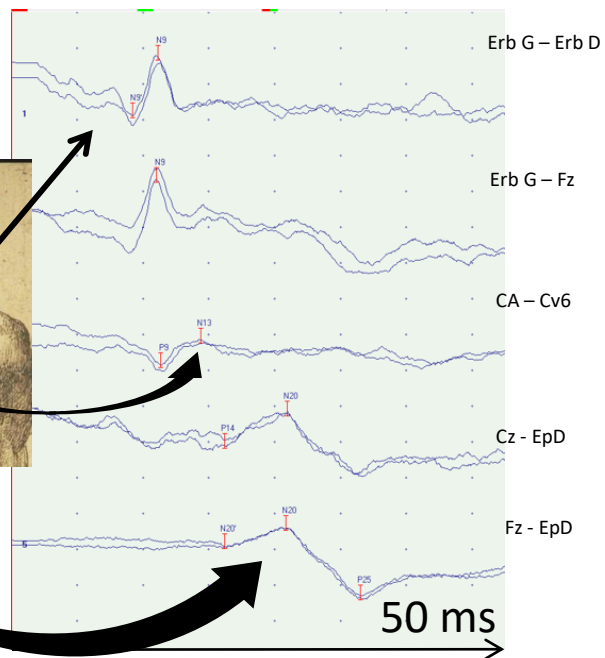 N9
Erb G – Erb D
N9'
1
N9
Erb G – Fz
CA – Cv6
N13
P9
N20
P14
Cz - EpD
N20
N20'
Fz - EpD
5
P25
50 ms